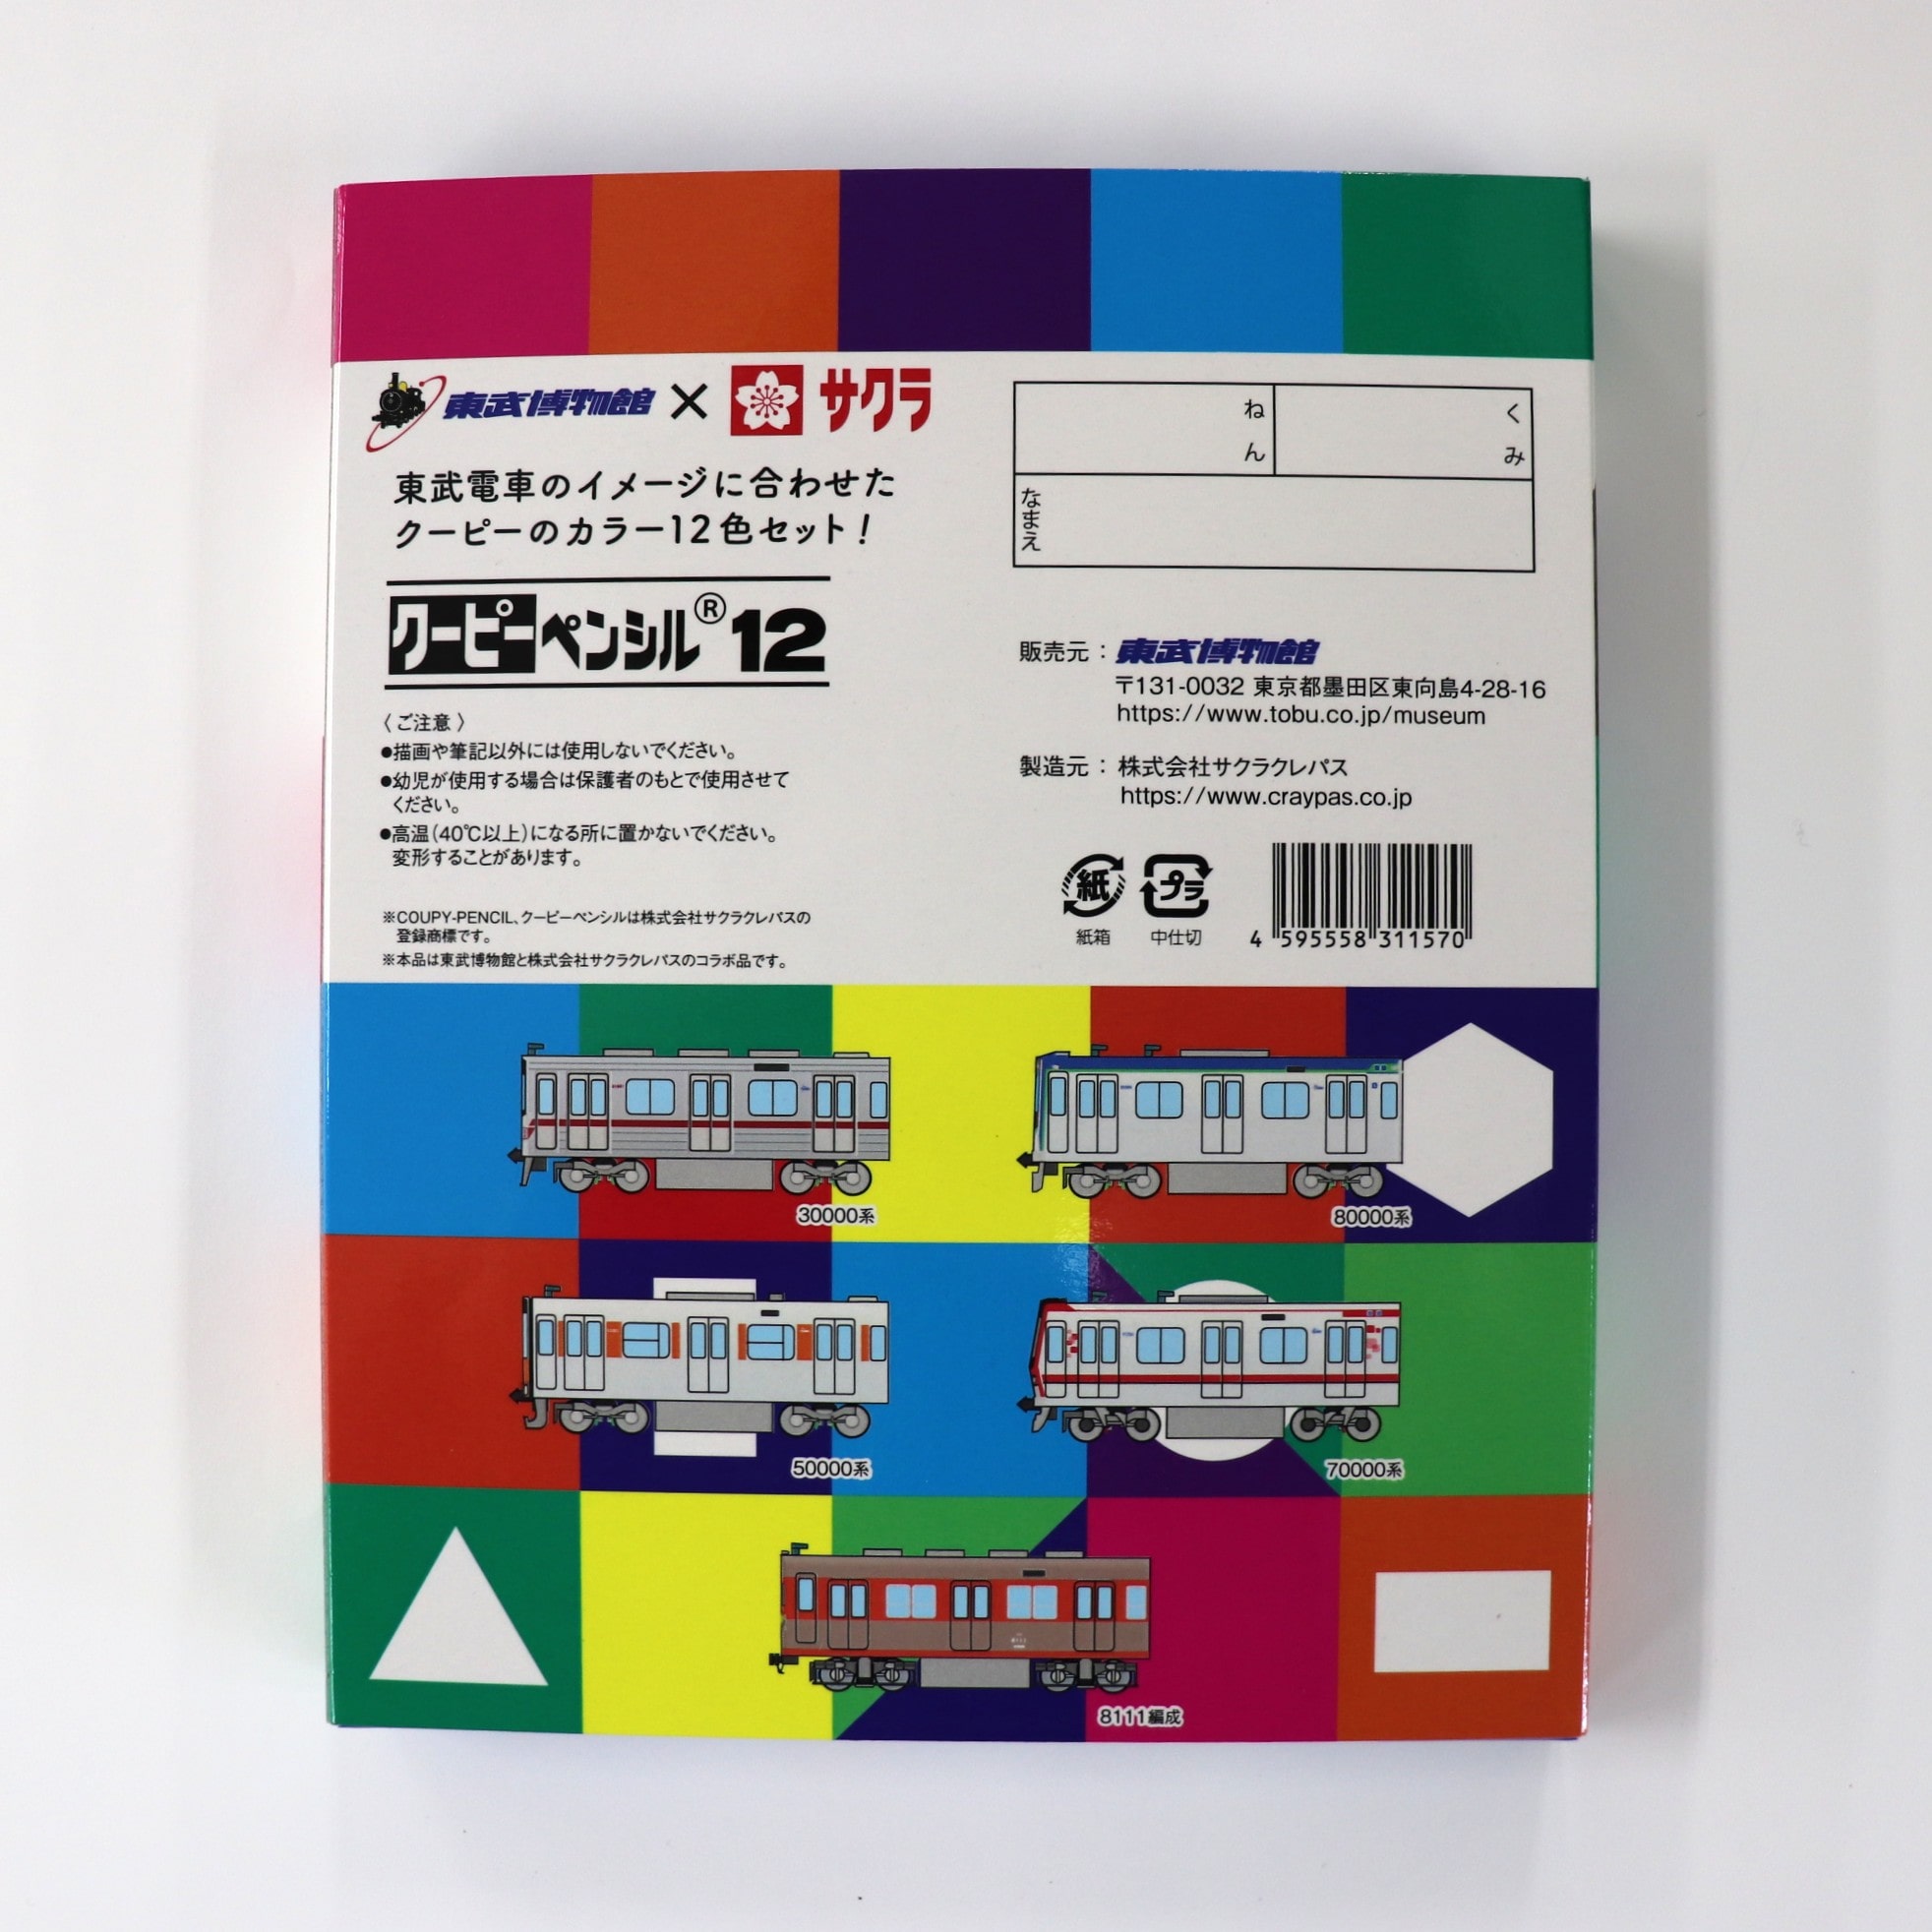 東武博物館×サクラ
東武電車のイメージに合わせた
クーピーのカラー12色セット！
クーピーペンシル®12
〈ご注意〉
●描画や筆記以外には使用しないでください。
●幼児が使用する場合は保護者のもとで使用させて
ください。
●高温（40℃以上）になる所に置かないでください。
変形することがあります。
※COUPY-PENCIL、クーピーペンシルは株式会社サクラクレパスの
登録商標です。
※本品は東武博物館と株式会社サクラクレパスのコラボ品です。
ねん
くみ
なまえ
販売元：東武博物館
〒131-0032 東京都墨田区東向島4-28-16
https://www.tobu.co.jp/museum
製造元：株式会社サクラクレパス
https://www.craypas.co.jp
紙
紙箱
プラ
中仕切
4 595558 311570
30000系
80000系
50000系
70000系
8111編成